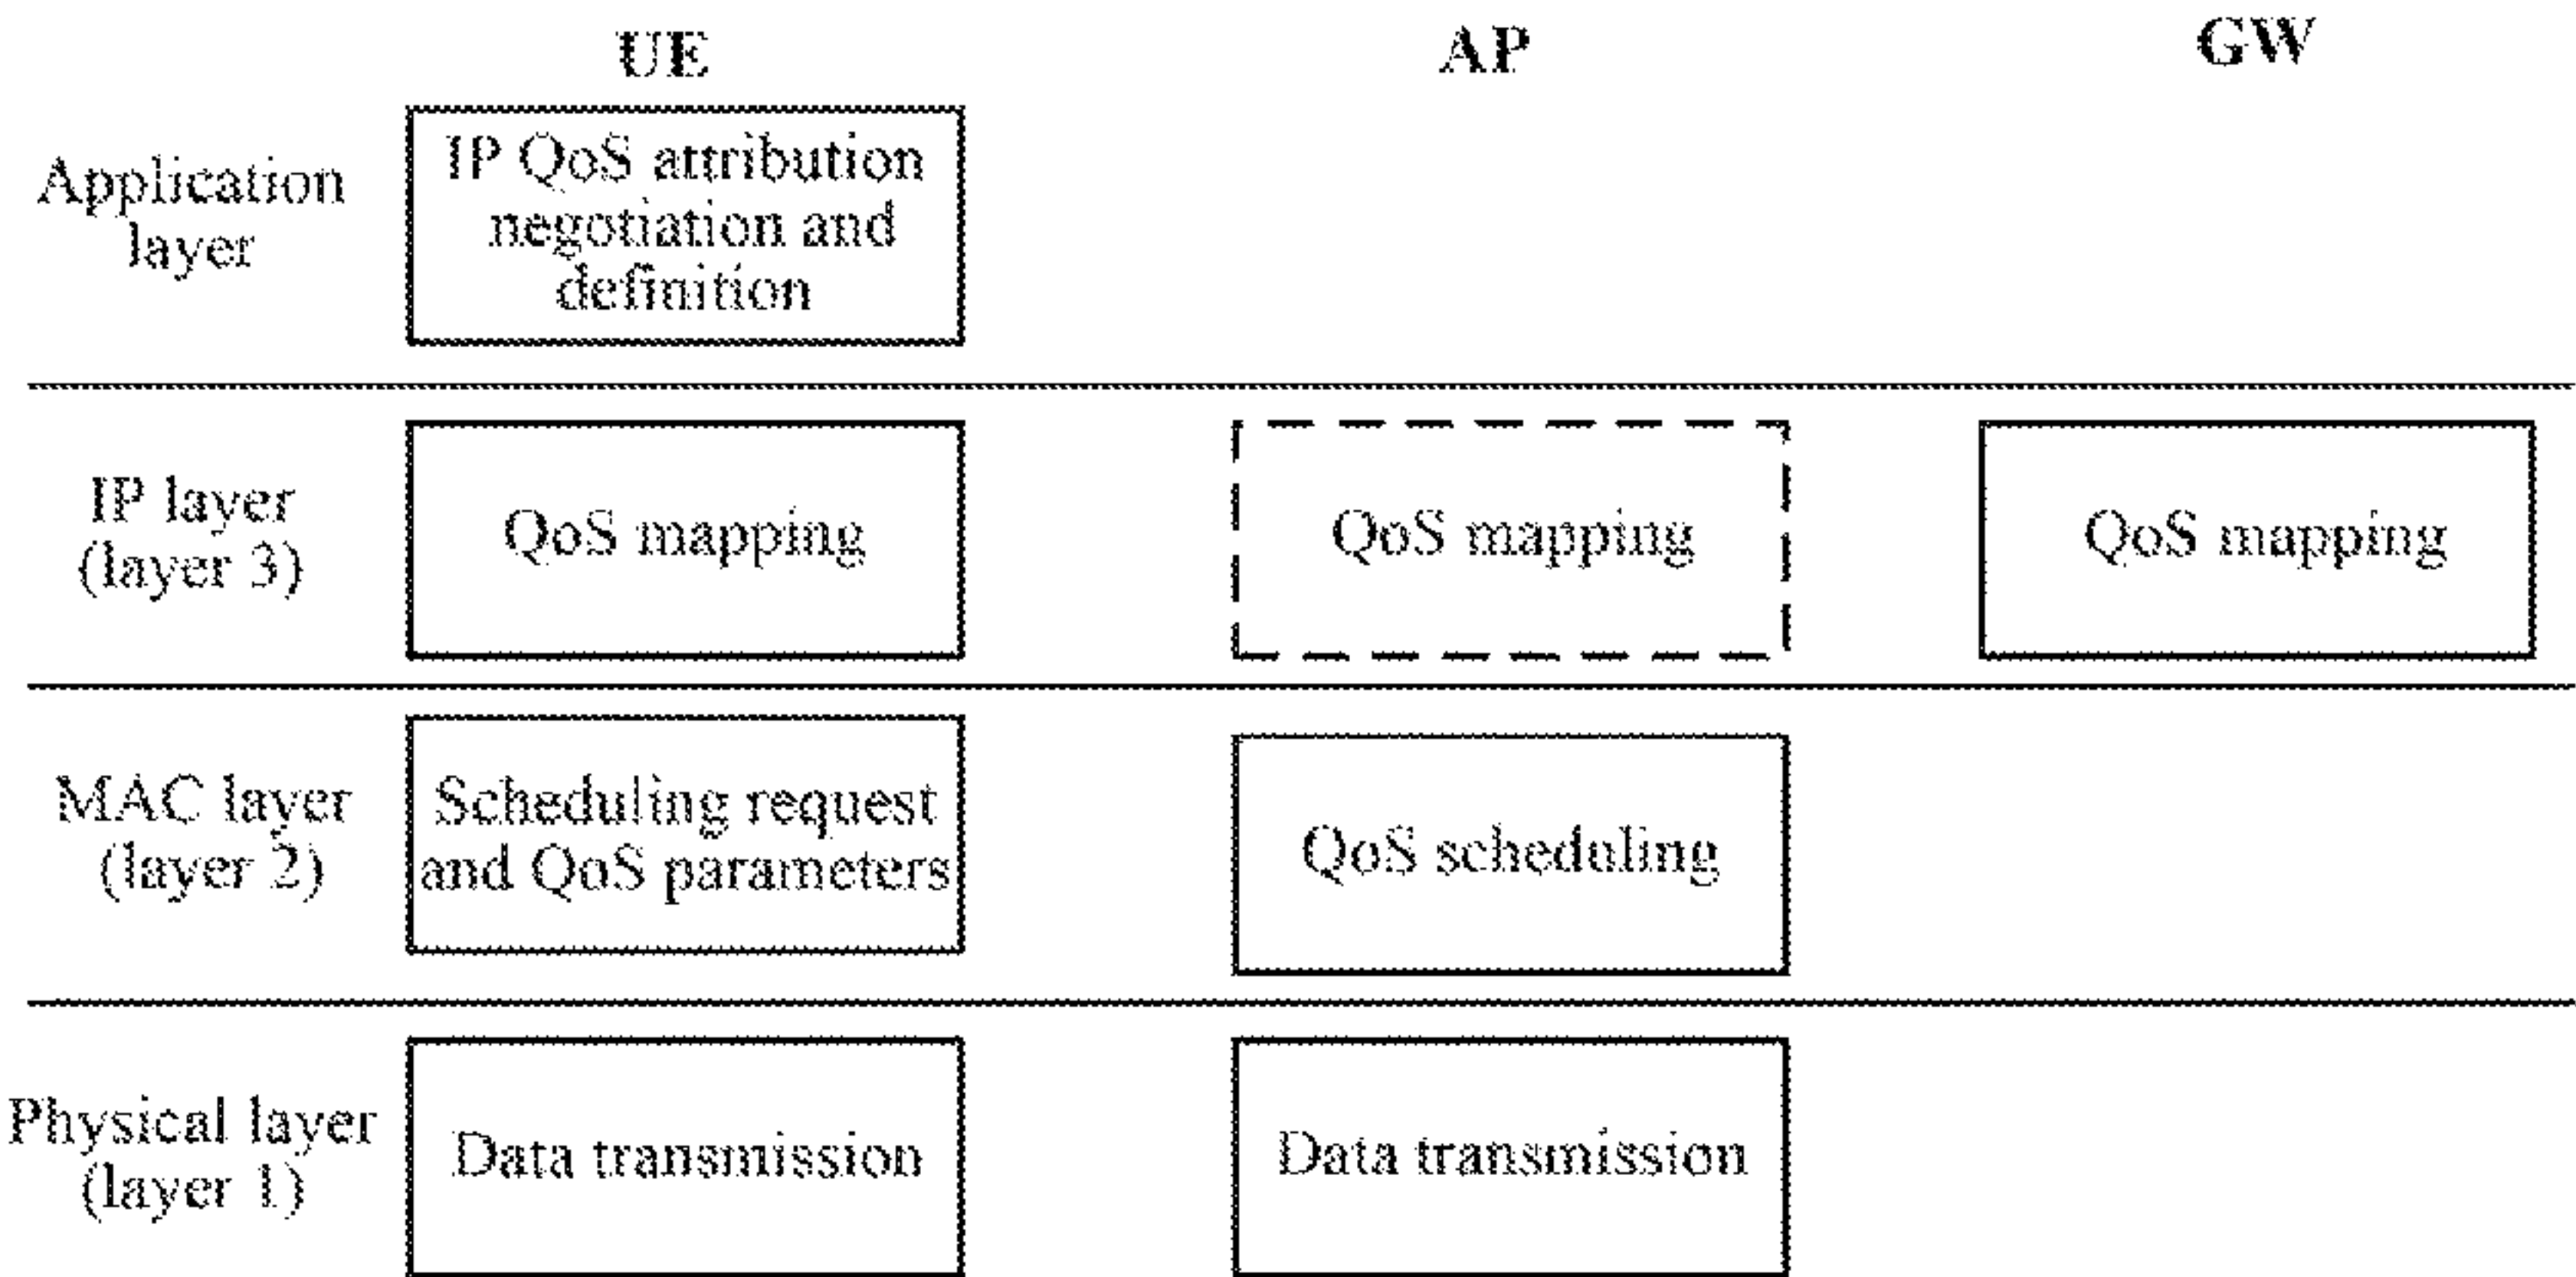 UE AP GW
Application
layer
IP QoS attribution
negotiation and
definition
IP layer
(layer 3)
QoS mapping
QoS mapping
QoS mapping
MAC layer
(layer 2)
Scheduling request
and QoS parameters
QoS scheduling
Physical layer
(layer 1)
Data transmission
Data transmission